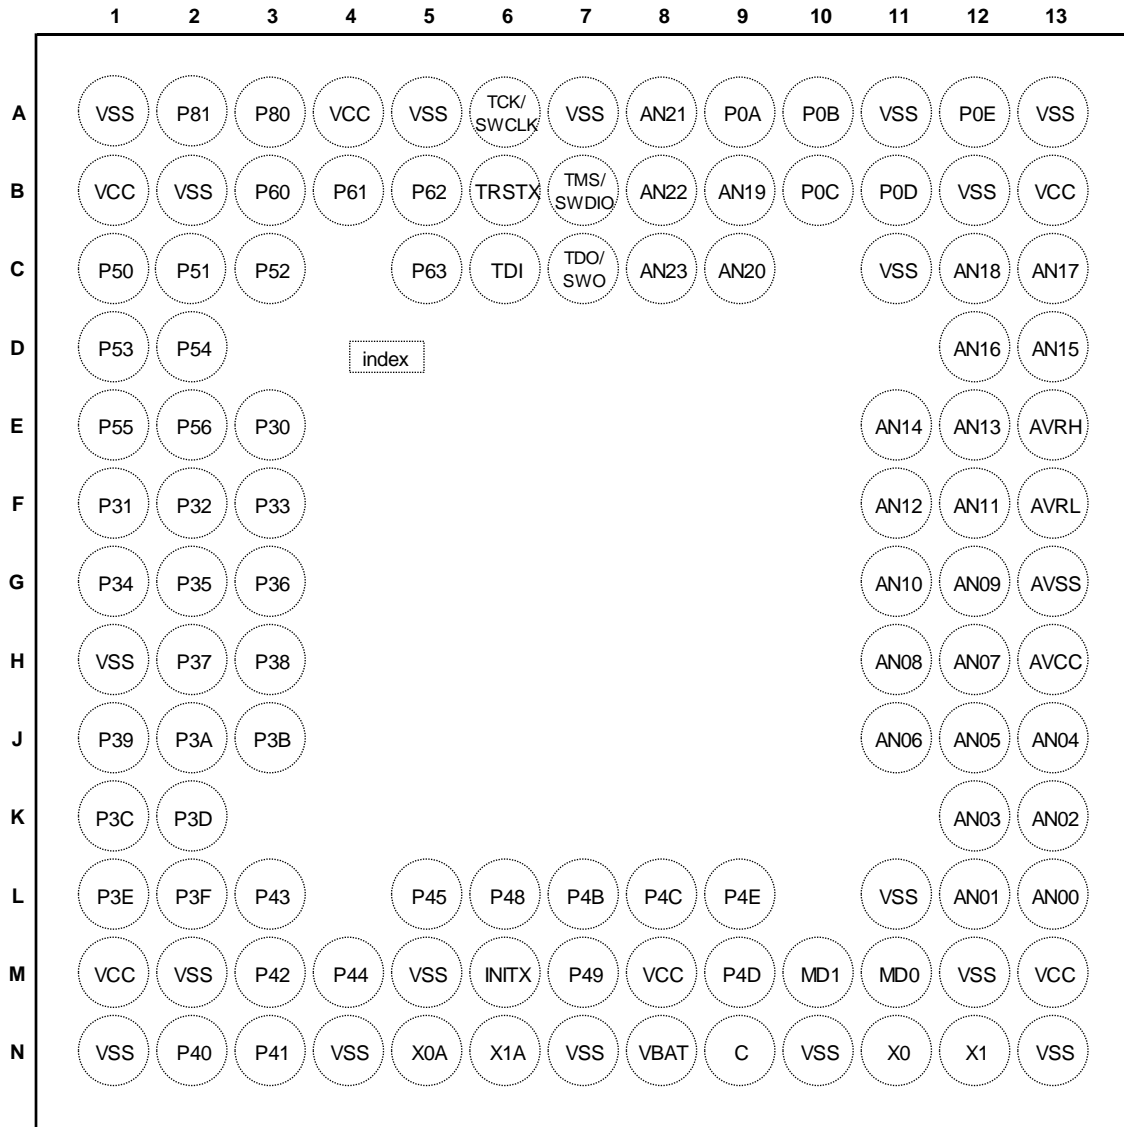 1 2 3 4 5 6 7 8 9 10 11 12 13
A VSS P81 P80 VCC VSS TCK/ SWCLK VSS AN21 P0A P0B VSS P0E VSS
B VCC VSS P60 P61 P62 TRSTX TMS/ SWDIO AN22 AN19 P0C P0D VSS VCC
C P50 P51 P52 P63 TDI TDO/ SWO AN23 AN20 VSS AN18 AN17
D P53 P54 index AN16 AN15
E P55 P56 P30 AN14 AN13 AVRH
F P31 P32 P33 AN12 AN11 AVRL
G P34 P35 P36 AN10 AN09 AVSS
H VSS P37 P38 AN08 AN07 AVCC
J P39 P3A P3B AN06 AN05 AN04
K P3C P3D AN03 AN02
L P3E P3F P43 P45 P48 P4B P4C P4E VSS AN01 AN00
M VCC VSS P42 P44 VSS INITX P49 VCC P4D MD1 MD0 VSS VCC
N VSS P40 P41 VSS X0A X1A VSS VBAT C VSS X0 X1 VSS